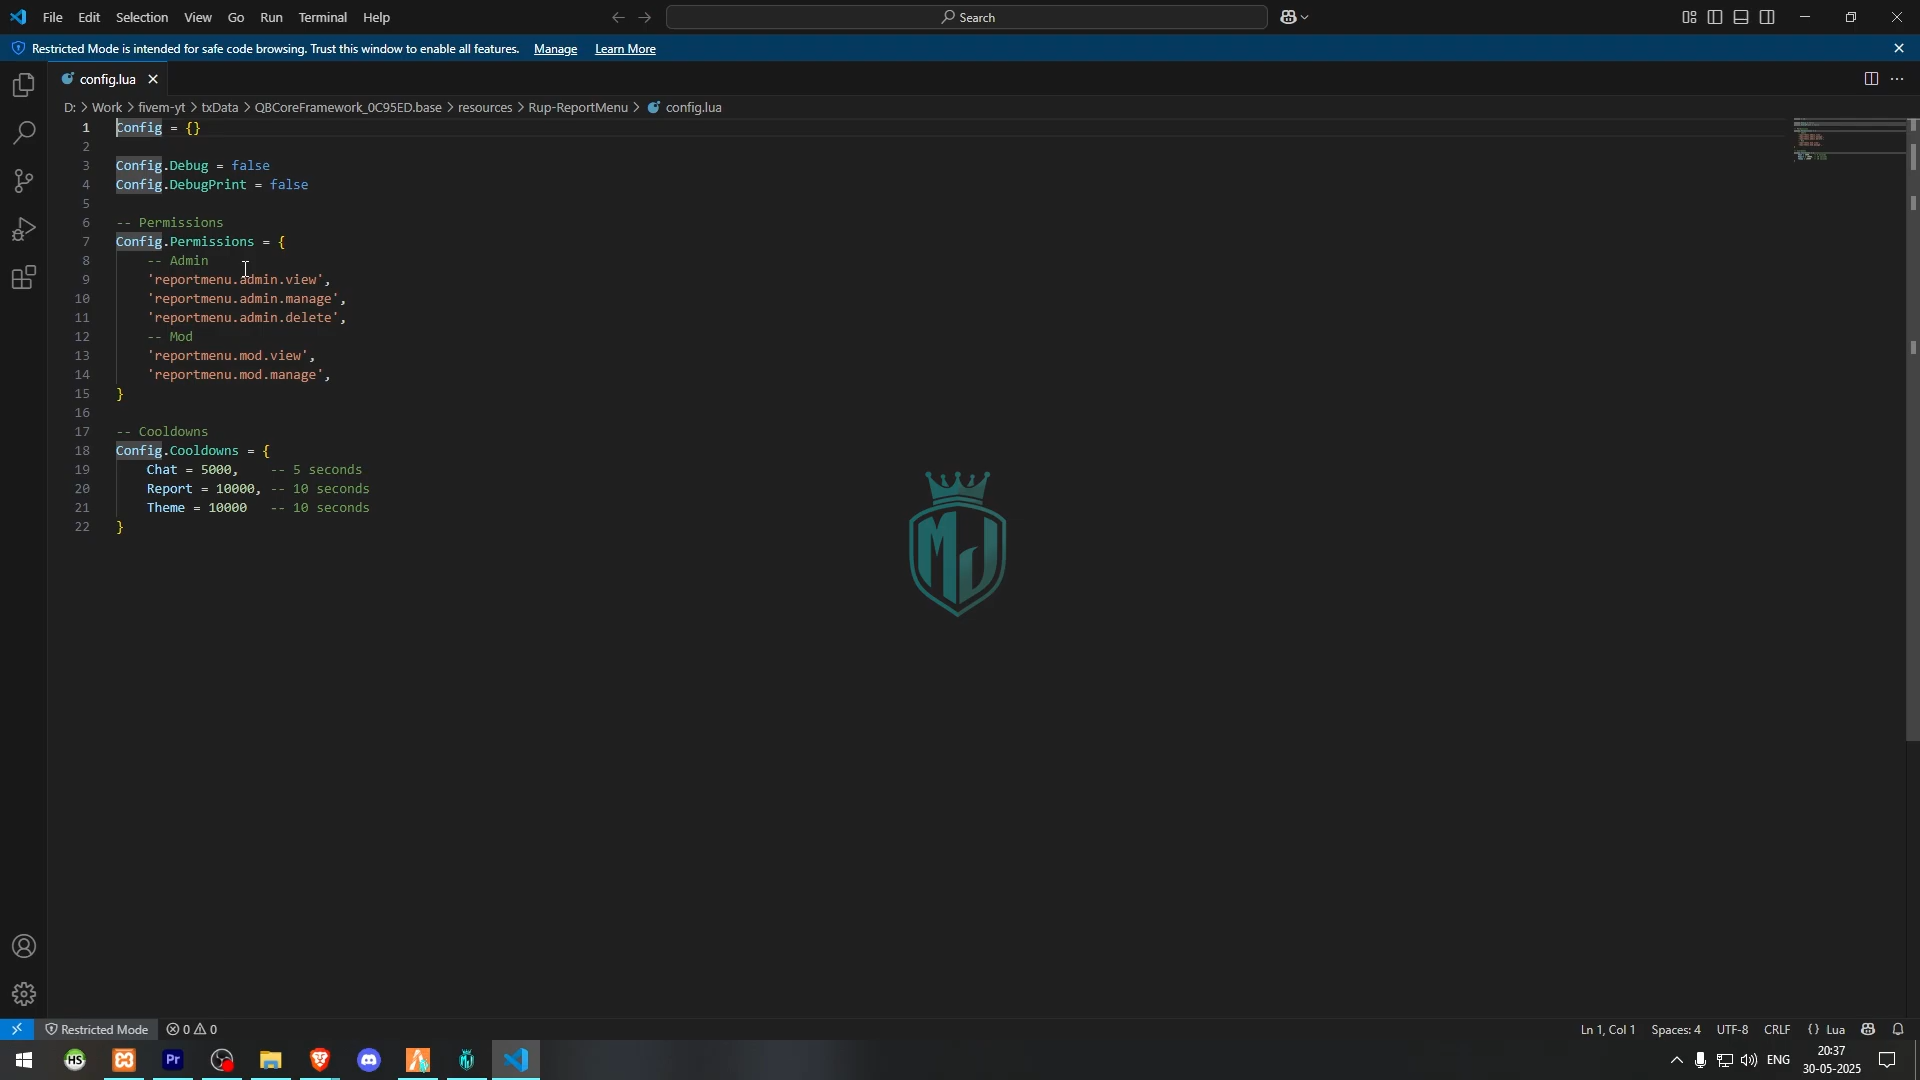 File Edit Selection View Go Run Terminal Help
Search
Restricted Mode is intended for safe code browsing. Trust this window to enable all features. Manage Learn More
config.lua
D: > Work > fivem-yt > txData > QBCoreFramework_0C95ED.base > resources > Rup-ReportMenu > config.lua
1 Config = {}
2
3 Config.Debug = false
4 Config.DebugPrint = false
5
6 -- Permissions
7 Config.Permissions = {
8 -- Admin
9 'reportmenu.admin.view',
10 'reportmenu.admin.manage',
11 'reportmenu.admin.delete',
12 -- Mod
13 'reportmenu.mod.view',
14 'reportmenu.mod.manage',
15 }
16
17 -- Cooldowns
18 Config.Cooldowns = {
19 Chat = 5000, -- 5 seconds
20 Report = 10000, -- 10 seconds
21 Theme = 10000 -- 10 seconds
22 }
MJ
Restricted Mode 0 0
Ln 1, Col 1 Spaces: 4 UTF-8 CRLF {} Lua
HS
Pr
ENG
20:37
30-05-2025